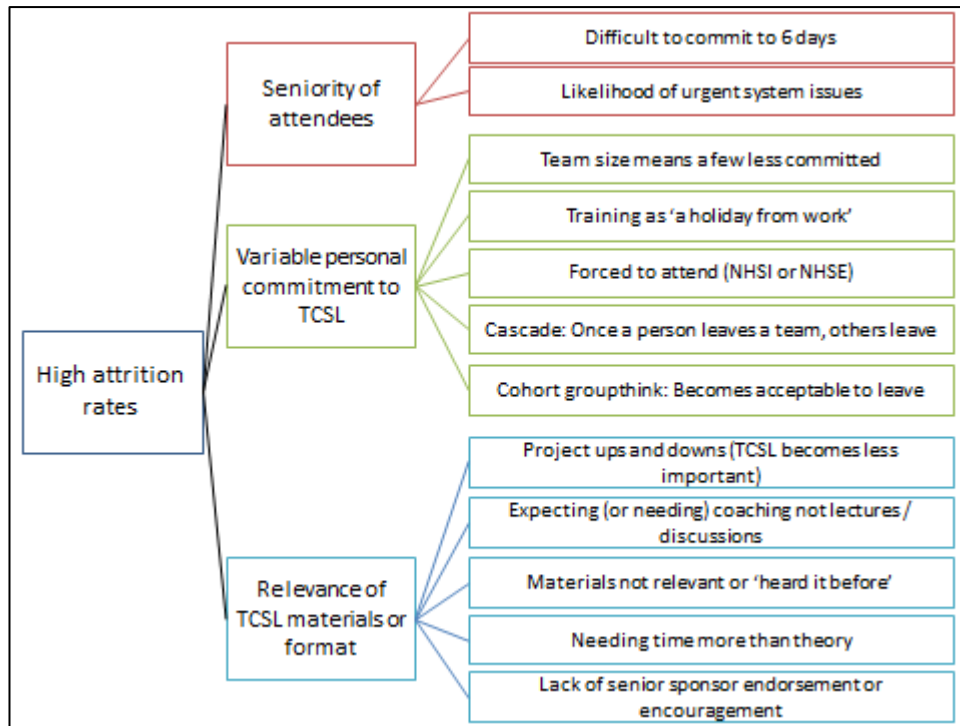 Difficult to commit to 6 days
Seniority of
attendees
Likelihood of urgent system issues
Team size means a few less committed
Training as ‘a holiday from work’
Variable personal
commitment to
TCSL
Forced to attend (NHSI or NHSE)
Cascade: Once a person leaves a team, others leave
High attrition
rates
Cohort groupthink: Becomes acceptable to leave
Project ups and downs (TCSL becomes less
important)
Expecting (or needing) coaching not lectures /
discussions
Relevance of
TCSL materials or
format
Materials not relevant or ‘heard it before’
Needing time more than theory
Lack of senior sponsor endorsement or
encouragement